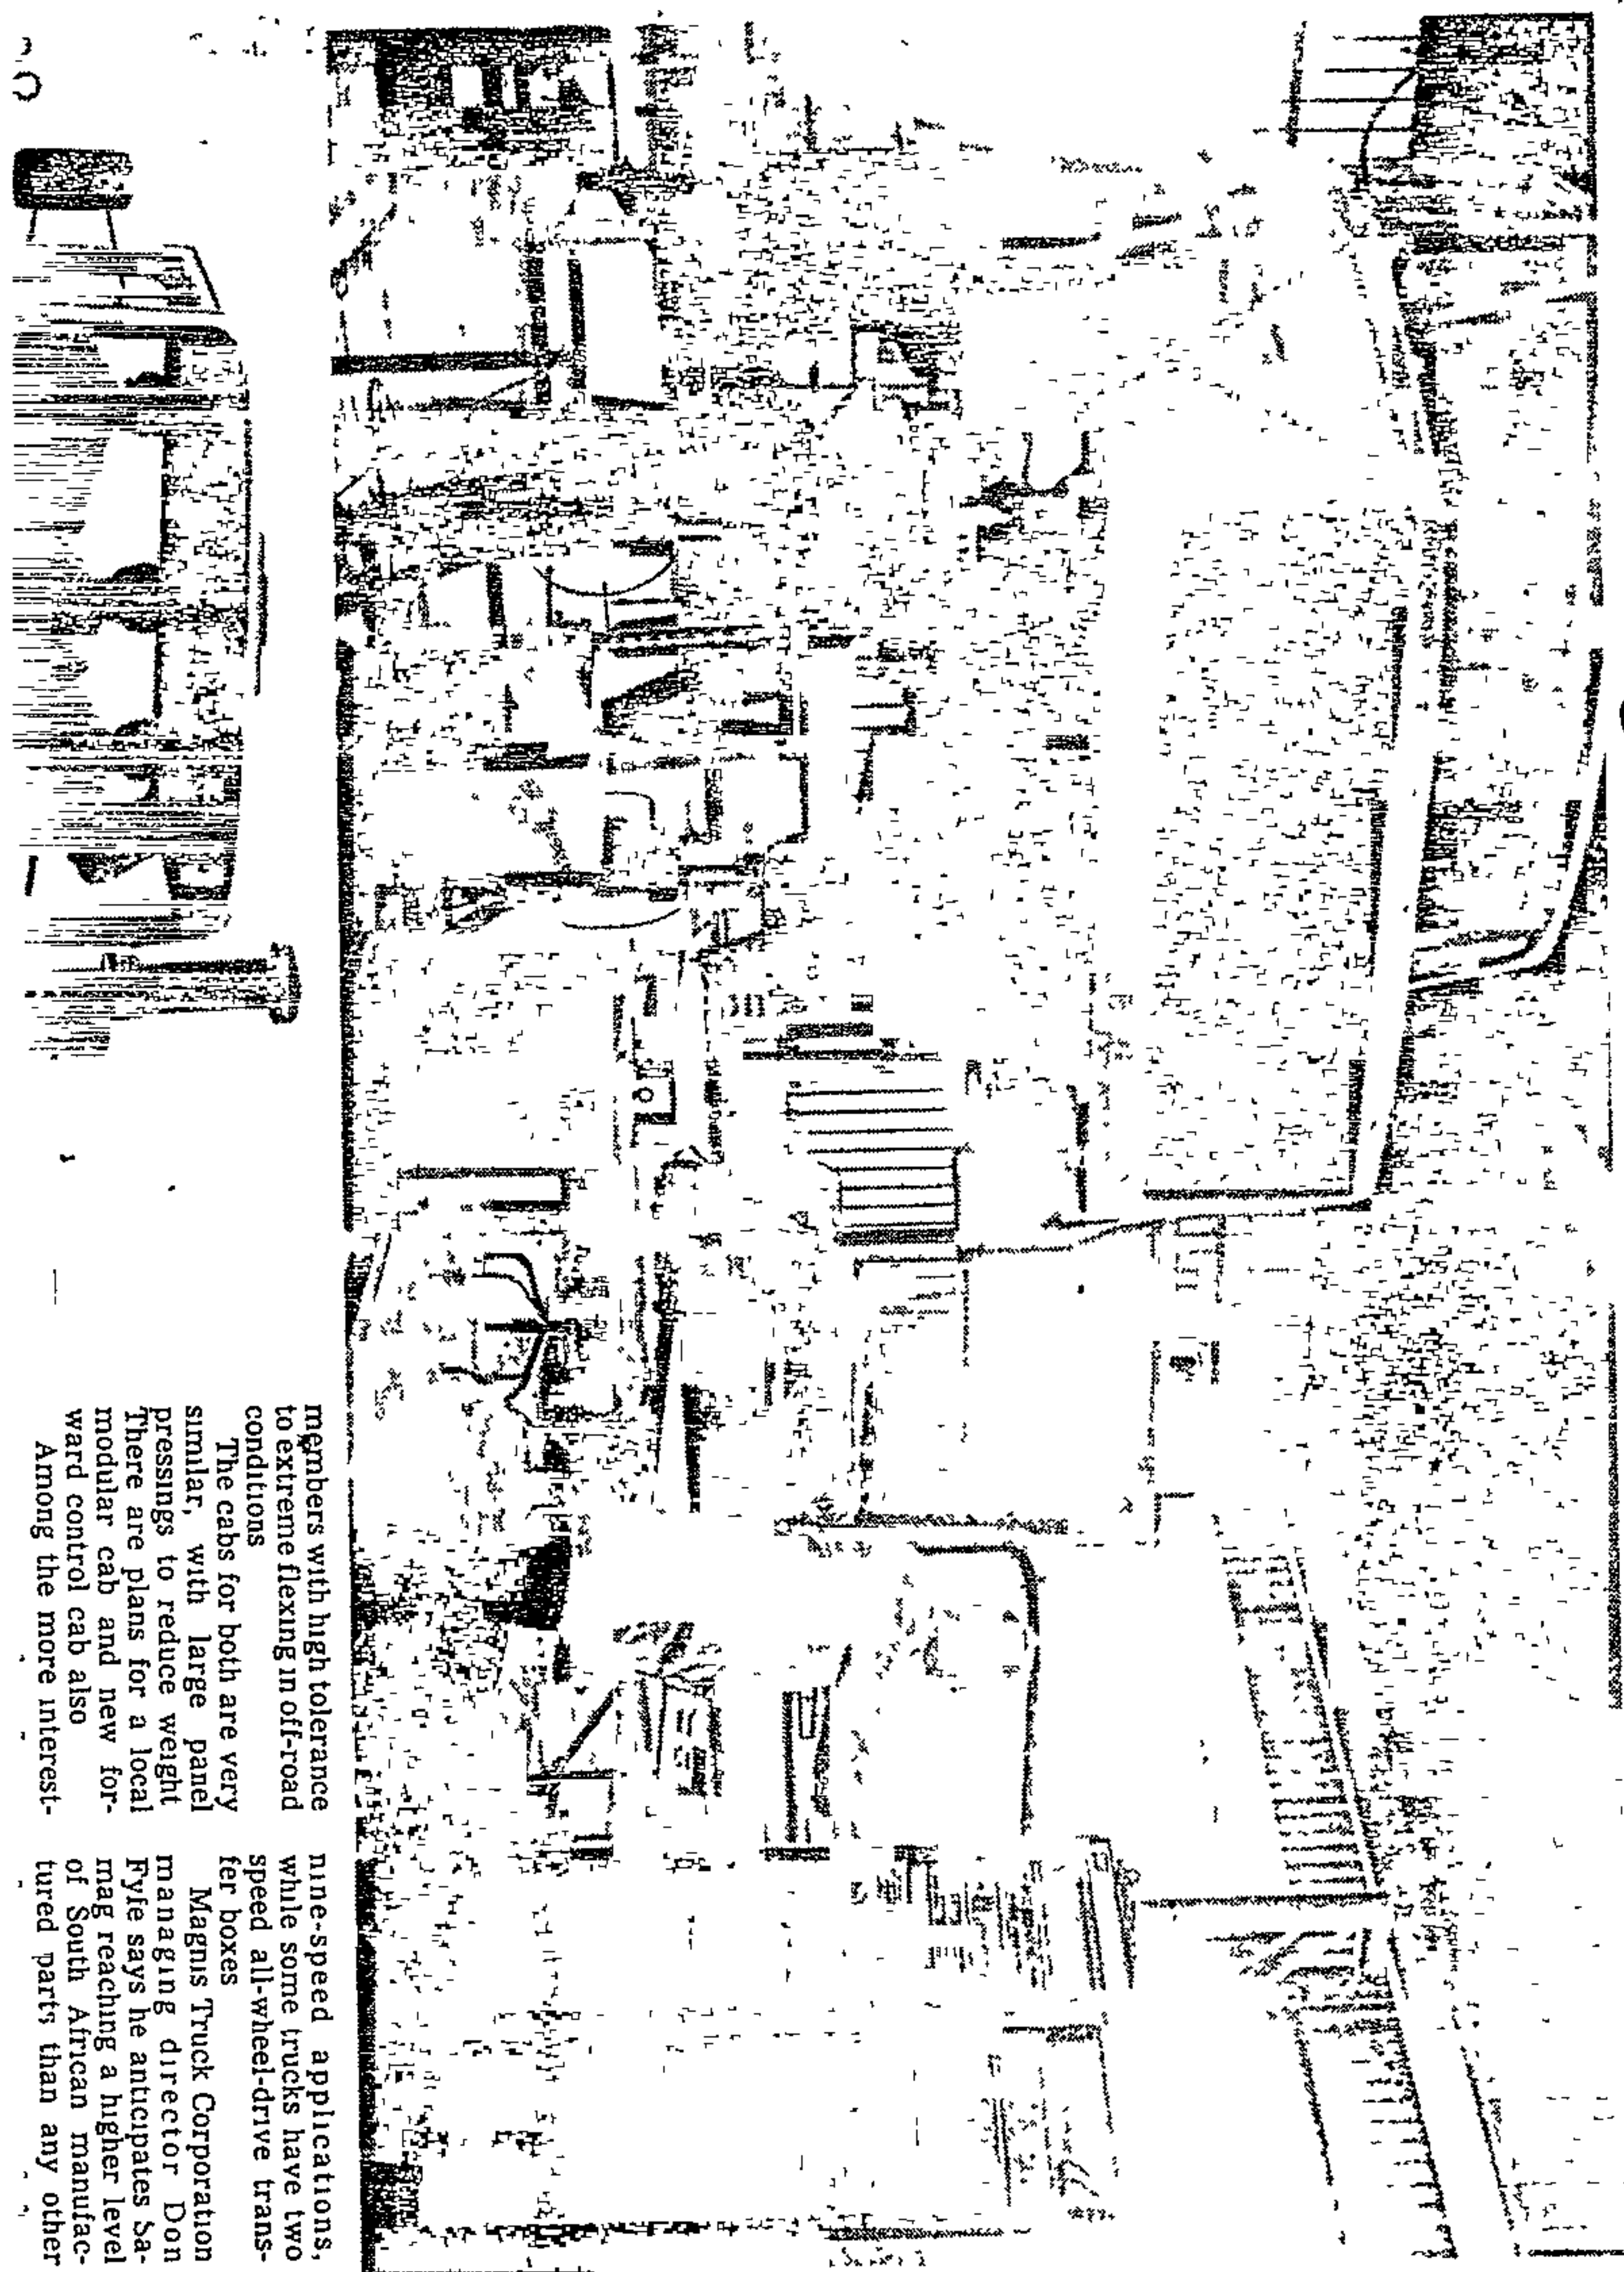 members with high tolerance
to extreme flexing in off-road
conditions
The cabs for both are very
similar, with large panel
pressings to reduce weight
There are plans for a local
modular cab and new for-
ward control cab also
Among the more interest-
nine-speed applications,
while some trucks have two
speed all-wheel-drive trans-
fer boxes
Magnis Truck Corporation
managing director Don
Fyfe says he anticipates Sa-
mag reaching a higher level
of South African manufac-
tured parts than any other